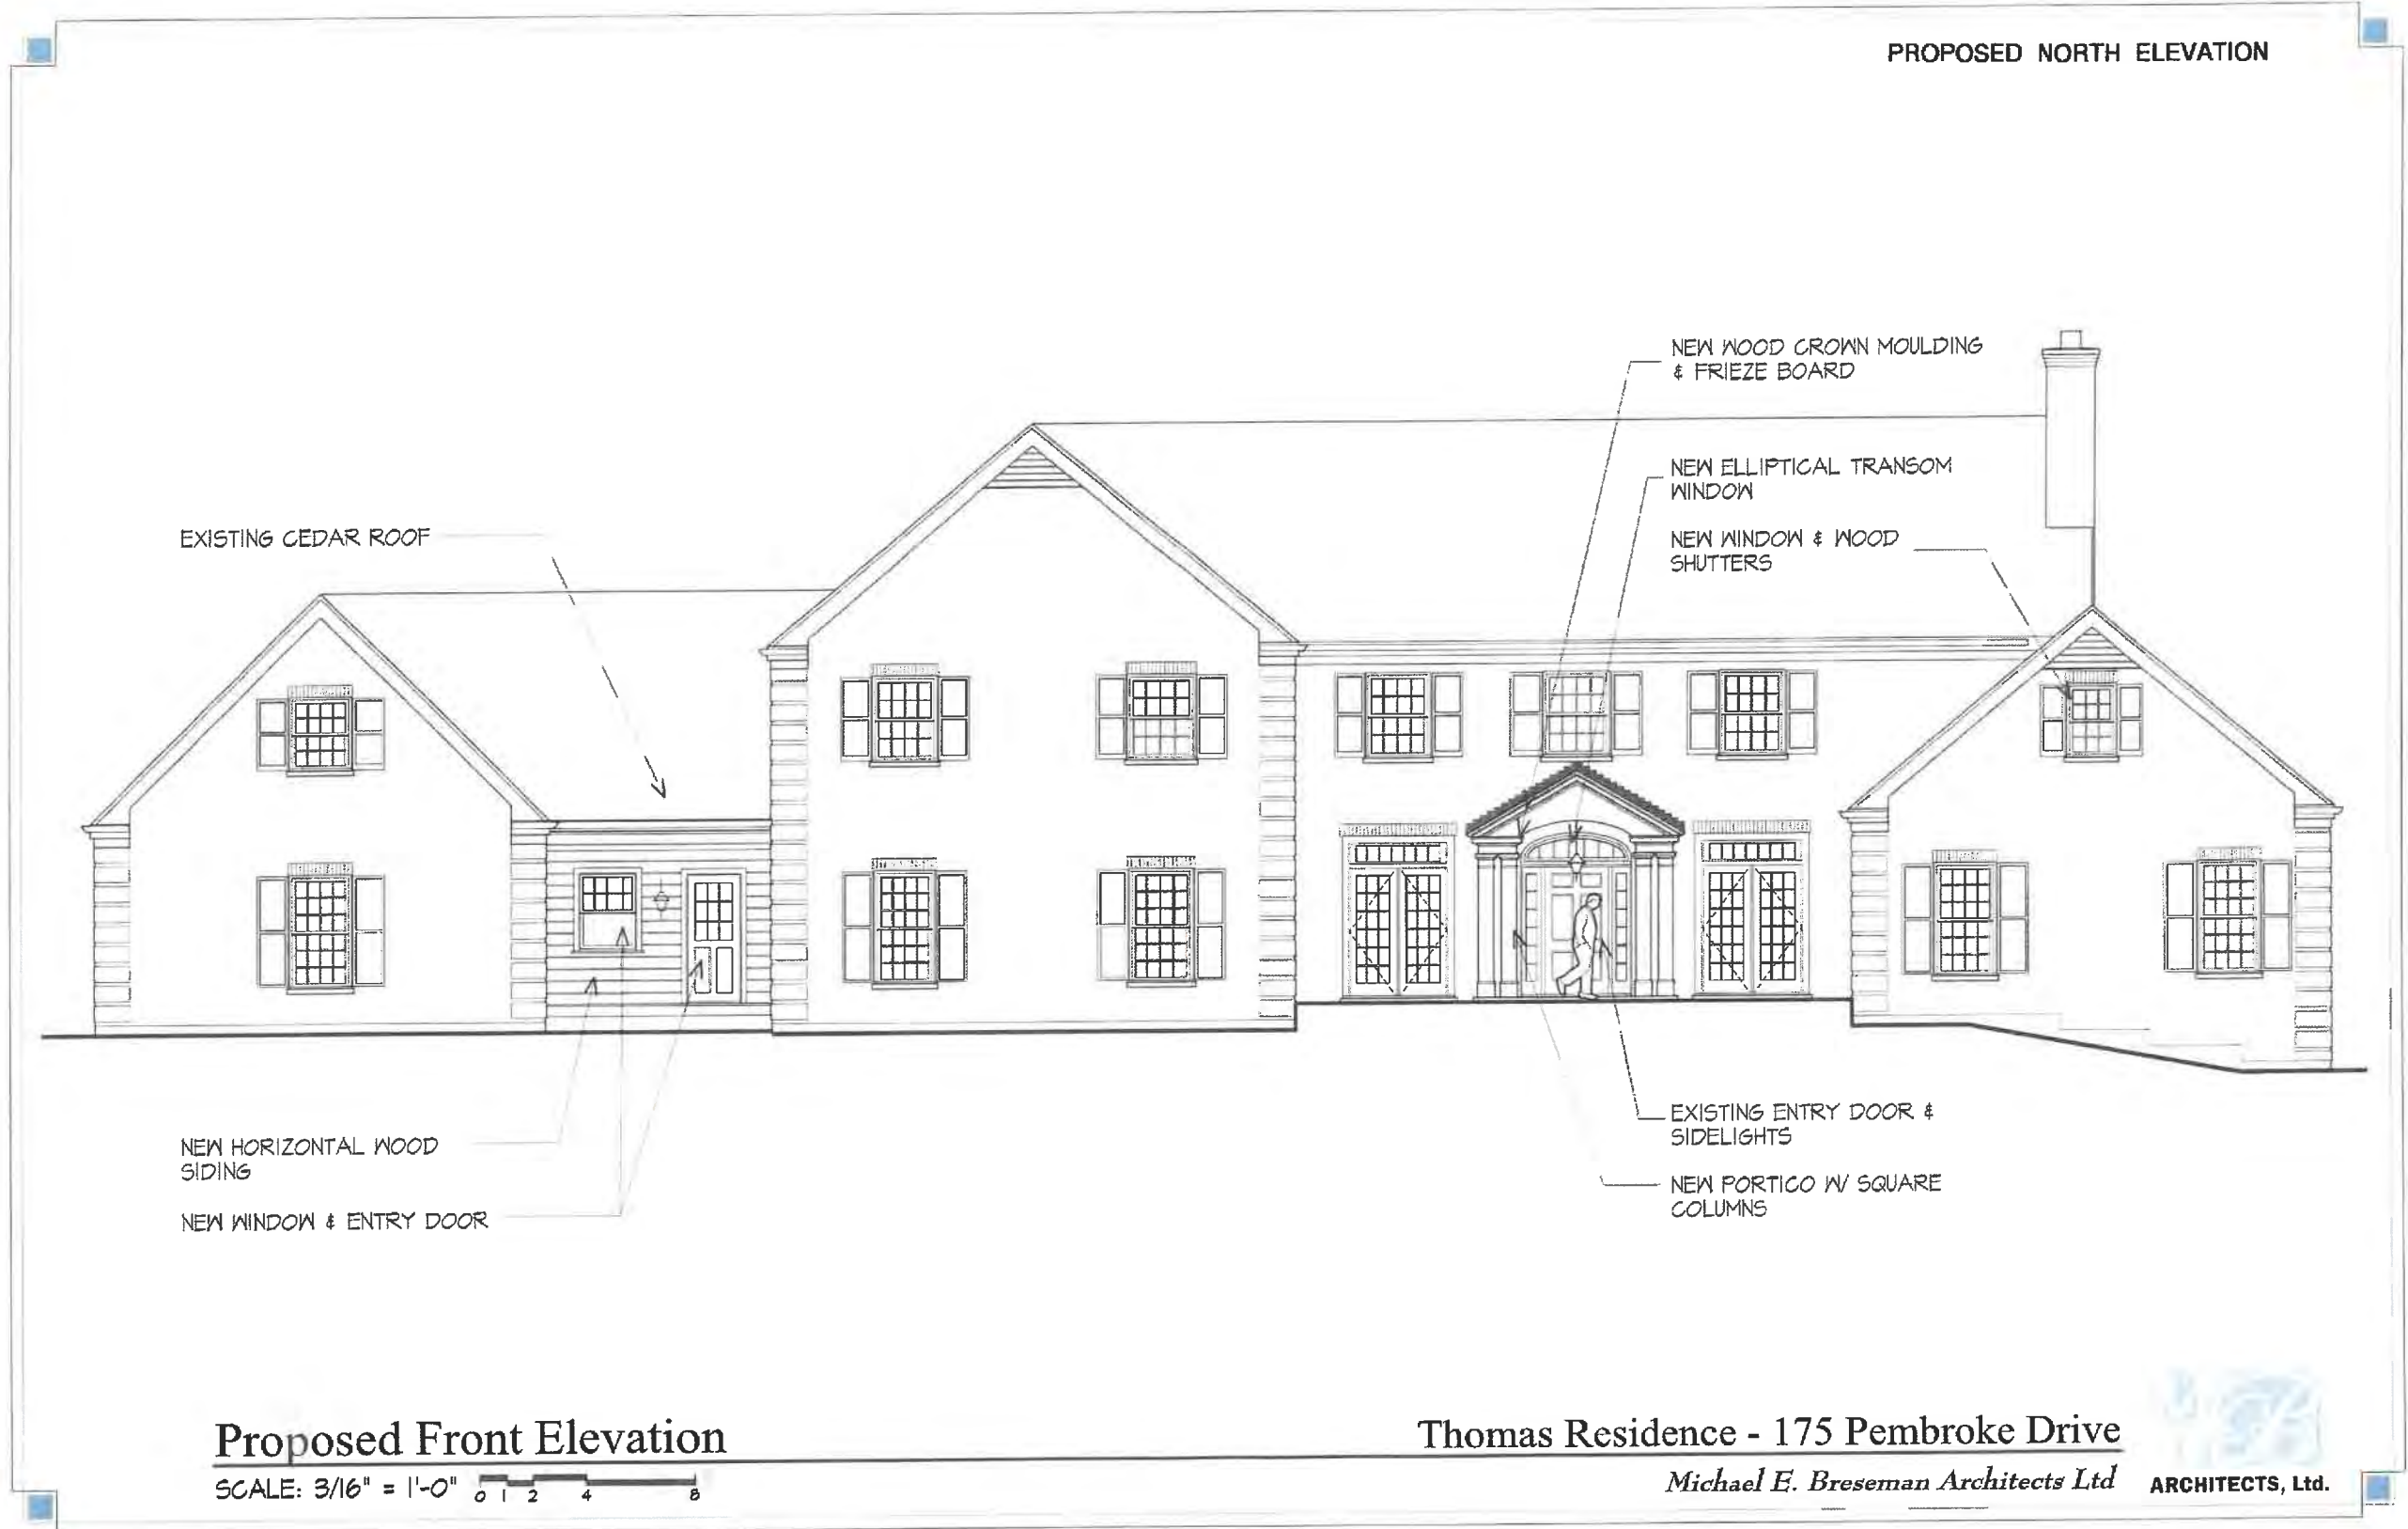 PROPOSED NORTH ELEVATION
NEW WOOD CROWN MOULDING
& FRIEZE BOARD
NEW ELLIPTICAL TRANSOM
WINDOW
NEW WINDOW & WOOD
SHUTTERS
EXISTING CEDAR ROOF
NEW HORIZONTAL WOOD
SIDING
NEW WINDOW & ENTRY DOOR
EXISTING ENTRY DOOR &
SIDELIGHTS
NEW PORTICO W/ SQUARE
COLUMNS
Proposed Front Elevation
SCALE: 3/16" = 1'-0"
0 1 2 4 8
Thomas Residence - 175 Pembroke Drive
Michael E. Breseman Architects Ltd
ARCHITECTS, Ltd.